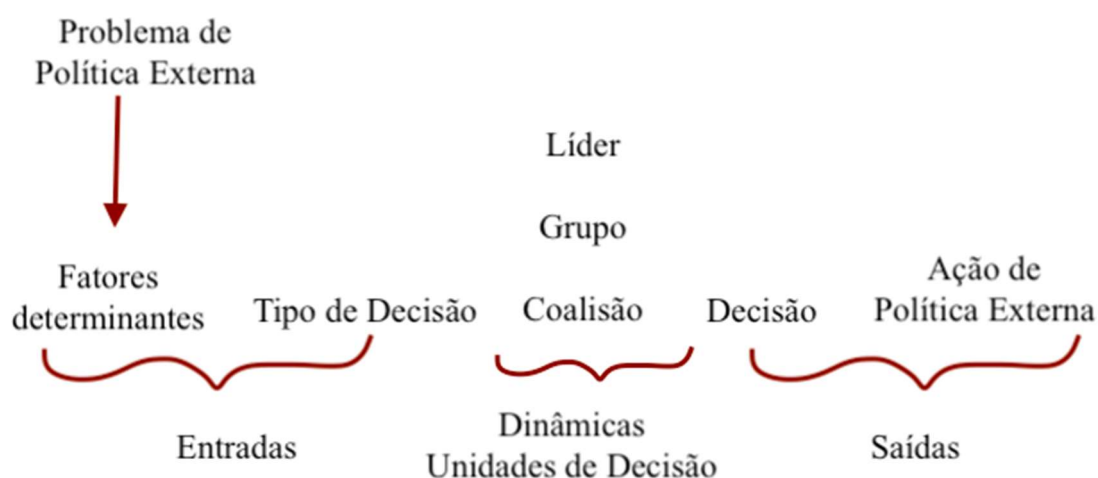 Problema de
Política Externa
Líder
Grupo
Fatores
determinantes
Tipo de Decisão
Coalisão
Decisão
Ação de
Política Externa
Entradas
Dinâmicas
Unidades de Decisão
Saídas